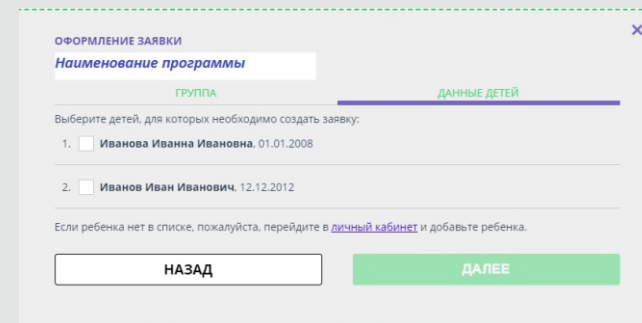 ОФОРМЛЕНИЕ ЗАЯВКИ
Наименование программы
ГРУППА
ДАННЫЕ ДЕТЕЙ
Выберите детей, для которых необходимо создать заявку:
1. Иванова Иванна Ивановна, 01.01.2008
2. Иванов Иван Иванович, 12.12.2012
Если ребенка нет в списке, пожалуйста, перейдите в личный кабинет и добавьте ребенка.
НАЗАД
ДАЛЕЕ